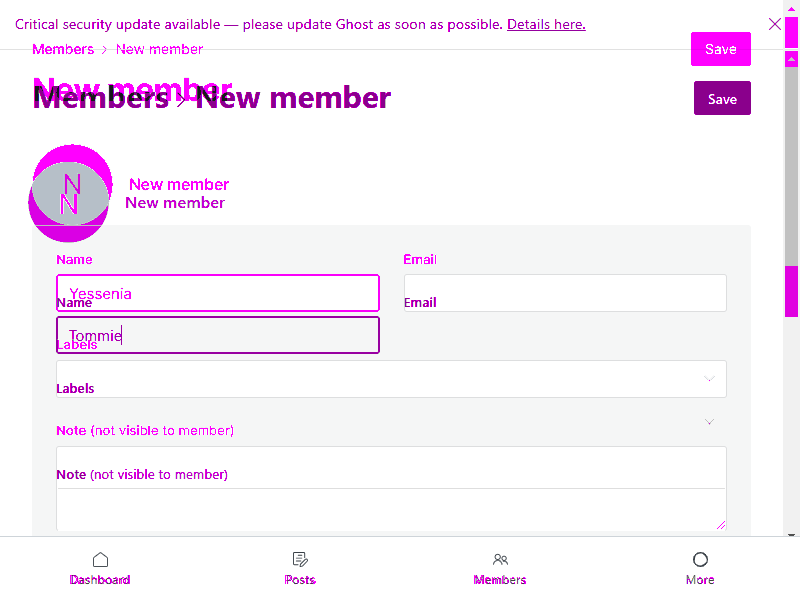 Critical security update available — please update Ghost as soon as possible. Details here.
Members > New member
Save
New member
Members > New member
Save
N
N
New member
New member
Name
Email
Yessenia
Name
Email
Tommie
Labels
Labels
Note (not visible to member)
Note (not visible to member)
Dashboard
Posts
Members
More